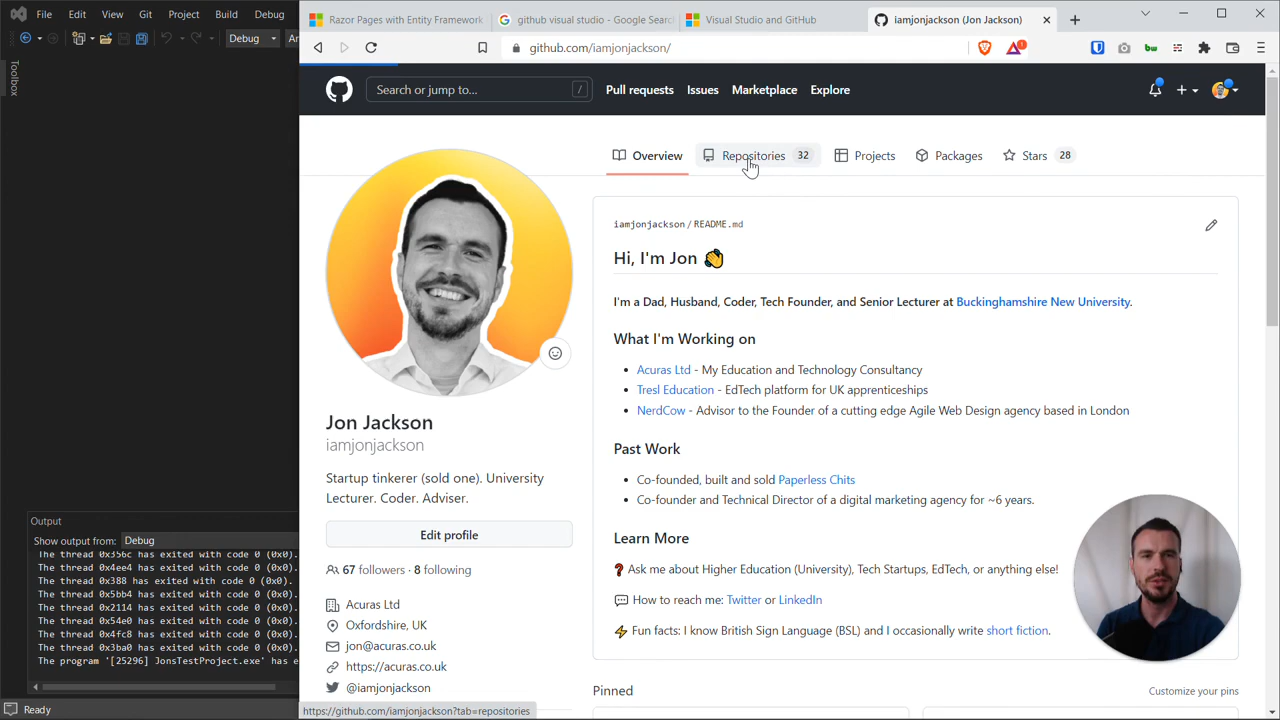 File Edit View Git Project Build Debug
Debug
Toolbox
Output
Show output from: Debug
The thread 0x356c has exited with code 0 (0x0).
The thread 0x4ee4 has exited with code 0 (0x0).
The thread 0x388 has exited with code 0 (0x0).
The thread 0x5bb4 has exited with code 0 (0x0).
The thread 0x2114 has exited with code 0 (0x0).
The thread 0x54e0 has exited with code 0 (0x0).
The thread 0x4fc8 has exited with code 0 (0x0).
The thread 0x3ba0 has exited with code 0 (0x0).
The program '[25296] JonsTestProject.exe' has e
Ready
Razor Pages with Entity Framework
github visual studio - Google Searc
Visual Studio and GitHub
iamjonjackson (Jon Jackson)
github.com/iamjonjackson/
Search or jump to... /
Pull requests Issues Marketplace Explore
Overview Repositories 32 Projects Packages Stars 28
Jon Jackson
iamjonjackson
Startup tinkerer (sold one). University
Lecturer. Coder. Adviser.
Edit profile
67 followers · 8 following
Acuras Ltd
Oxfordshire, UK
jon@acuras.co.uk
https://acuras.co.uk
@iamjonjackson
https://github.com/iamjonjackson?tab=repositories
iamjonjackson/README.md
Hi, I'm Jon 👋
I'm a Dad, Husband, Coder, Tech Founder, and Senior Lecturer at Buckinghamshire New University.
What I'm Working on
• Acuras Ltd - My Education and Technology Consultancy
• Tresl Education - EdTech platform for UK apprenticeships
• NerdCow - Advisor to the Founder of a cutting edge Agile Web Design agency based in London
Past Work
• Co-founded, built and sold Paperless Chits
• Co-founder and Technical Director of a digital marketing agency for ~6 years.
Learn More
❓ Ask me about Higher Education (University), Tech Startups, EdTech, or anything else!
💬 How to reach me: Twitter or LinkedIn
⚡ Fun facts: I know British Sign Language (BSL) and I occasionally write short fiction.
Pinned
Customize your pins